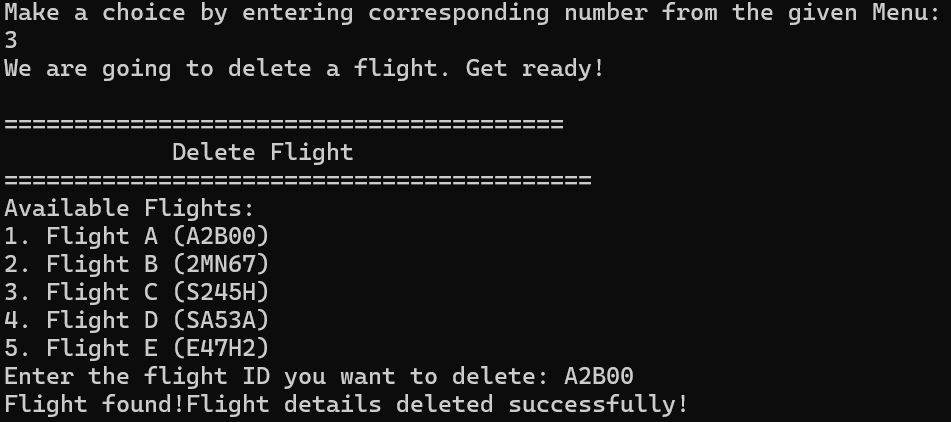 Make a choice by entering corresponding number from the given Menu:
3
We are going to delete a flight. Get ready!
========================================
Delete Flight
==========================================
Available Flights:
1. Flight A (A2B00)
2. Flight B (2MN67)
3. Flight C (S245H)
4. Flight D (SA53A)
5. Flight E (E47H2)
Enter the flight ID you want to delete: A2B00
Flight found!Flight details deleted successfully!